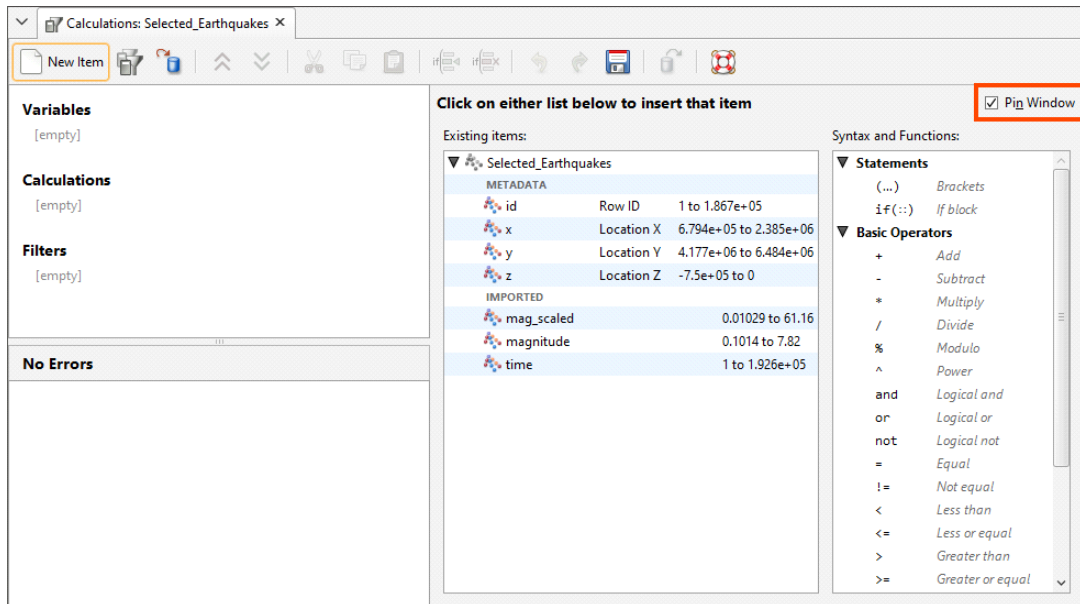 Calculations: Selected_Earthquakes ×
New Item
Variables
[empty]
Calculations
[empty]
Filters
[empty]
No Errors
Click on either list below to insert that item
Pin Window
Existing items:
Selected_Earthquakes
METADATA
id Row ID 1 to 1.867e+05
x Location X 6.794e+05 to 2.385e+06
y Location Y 4.177e+06 to 6.484e+06
z Location Z -7.5e+05 to 0
IMPORTED
mag_scaled 0.01029 to 61.16
magnitude 0.1014 to 7.82
time 1 to 1.926e+05
Syntax and Functions:
Statements
(...) Brackets
if(::) If block
Basic Operators
+ Add
- Subtract
* Multiply
/ Divide
% Modulo
^ Power
and Logical and
or Logical or
not Logical not
= Equal
!= Not equal
< Less than
<= Less or equal
> Greater than
>= Greater or equal